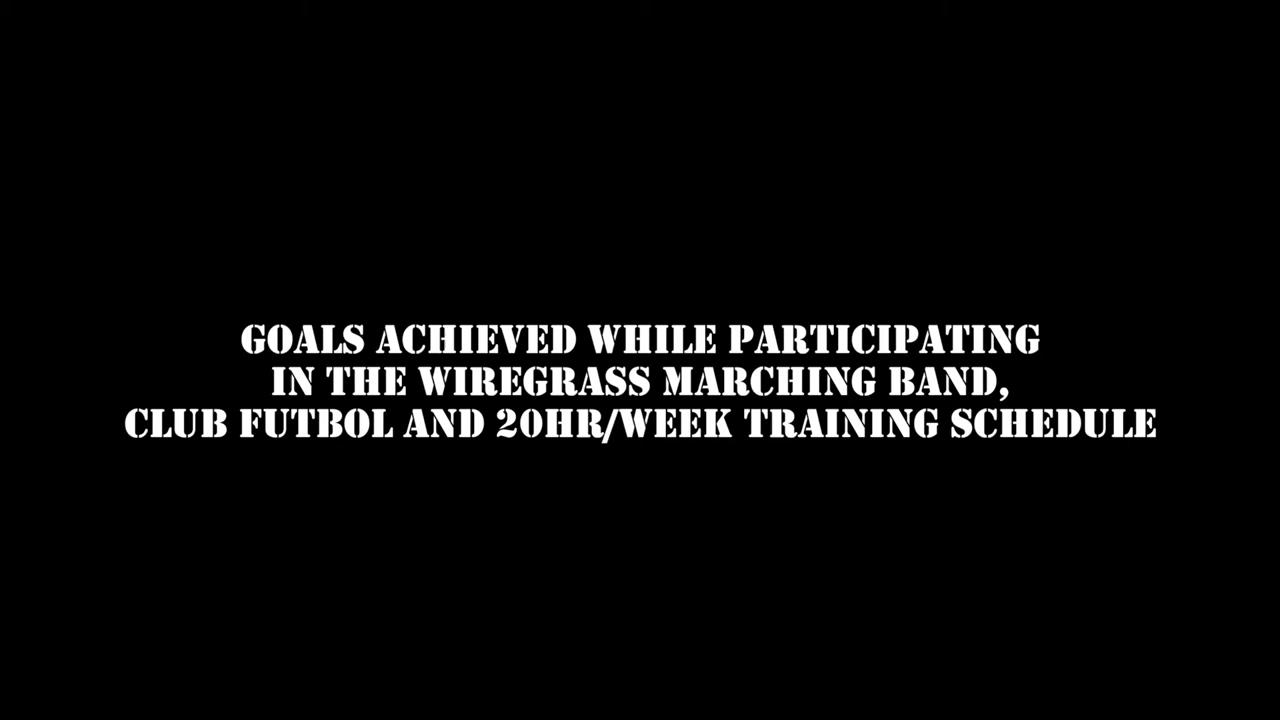 GOALS ACHIEVED WHILE PARTICIPATING
IN THE WIREGRASS MARCHING BAND,
CLUB FUTBOL AND 20HR/WEEK TRAINING SCHEDULE